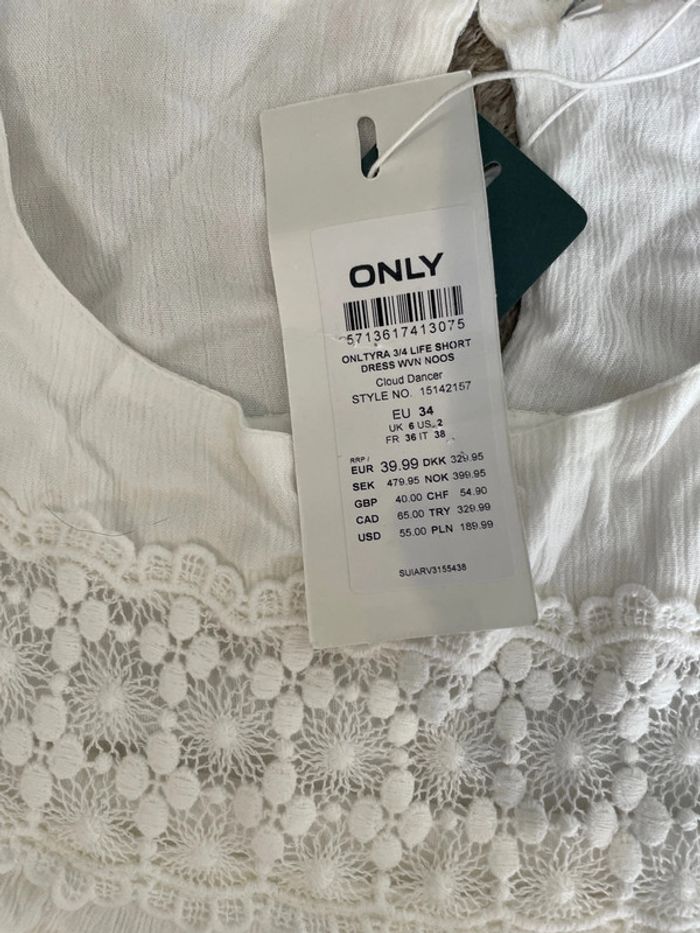 ONLY
5713617413075
ONLTYRA 3/4 LIFE SHORT
DRESS WVN NOOS
Cloud Dancer
STYLE NO. 15142157
EU 34
UK 6 US 2
FR 36 IT 38
RRP /
EUR 39.99 DKK 329.95
SEK 479.95 NOK 399.95
GBP 40.00 CHF 54.90
CAD 65.00 TRY 329.99
USD 55.00 PLN 189.99
SUIARV3155438